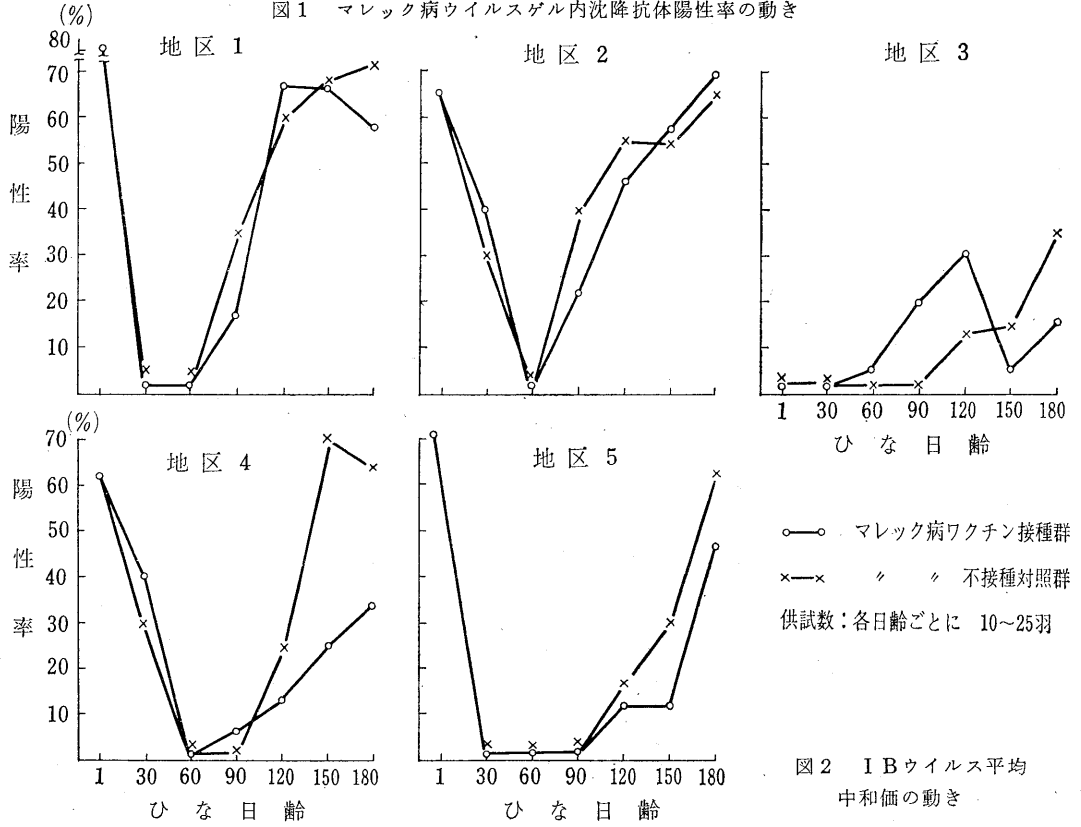 図1 マレック病ウイルスゲル内沈降抗体陽性率の動き
(%)
80
70
60
50
40
30
20
10
陽性率
地区 1
地区 2
地区 3
1 30 60 90 120 150 180
ひな日齢
(%)
70
60
50
40
30
20
10
陽性率
地区 4
1 30 60 90 120 150 180
ひな日齢
地区 5
1 30 60 90 120 150 180
ひな日齢
マレック病ワクチン接種群
〃 〃 不接種対照群
供試数：各日齢ごとに 10～25羽
図2 IBウイルス平均
中和価の動き